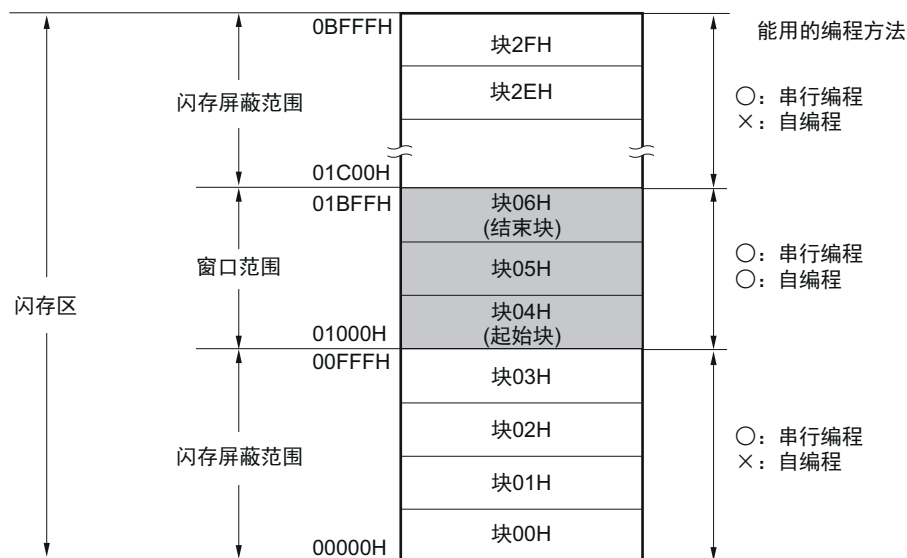 0BFFFH
块2FH
能用的编程方法
块2EH
闪存屏蔽范围
○：串行编程
×：自编程
01C00H
01BFFH
块06H
(结束块)
窗口范围
块05H
○：串行编程
○：自编程
闪存区
块04H
(起始块)
01000H
00FFFH
块03H
块02H
闪存屏蔽范围
○：串行编程
×：自编程
块01H
块00H
00000H